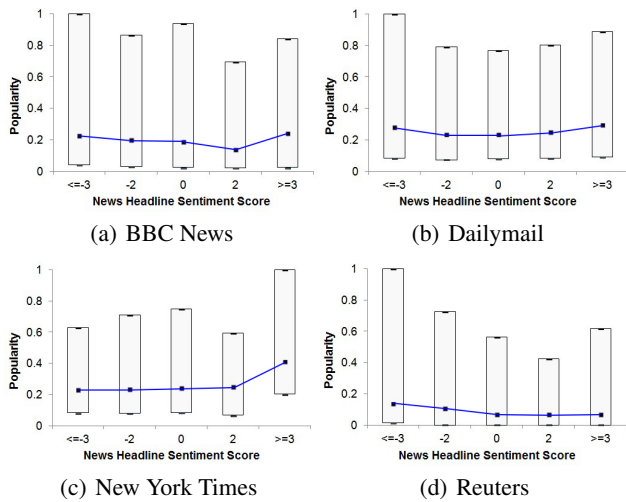 1
0.8
0.6
0.4
0.2
0
Popularity
<=-3 -2 0 2 >=3
News Headline Sentiment Score
(a) BBC News
1
0.8
0.6
0.4
0.2
0
Popularity
<=-3 -2 0 2 >=3
News Headline Sentiment Score
(b) Dailymail
1
0.8
0.6
0.4
0.2
0
Popularity
<=-3 -2 0 2 >=3
News Headline Sentiment Score
(c) New York Times
1
0.8
0.6
0.4
0.2
0
Popularity
<=-3 -2 0 2 >=3
News Headline Sentiment Score
(d) Reuters